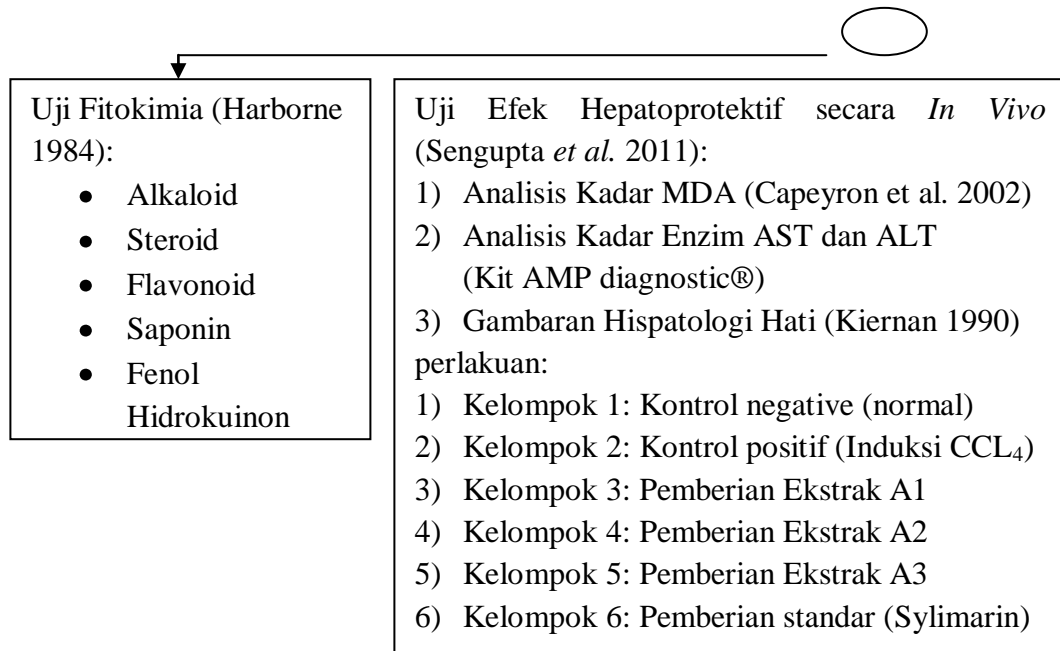 Uji Fitokimia (Harborne
1984):
• Alkaloid
• Steroid
• Flavonoid
• Saponin
• Fenol
Hidrokuinon
Uji Efek Hepatoprotektif secara In Vivo
(Sengupta et al. 2011):
1) Analisis Kadar MDA (Capeyron et al. 2002)
2) Analisis Kadar Enzim AST dan ALT
(Kit AMP diagnostic®)
3) Gambaran Hispatologi Hati (Kiernan 1990)
perlakuan:
1) Kelompok 1: Kontrol negative (normal)
2) Kelompok 2: Kontrol positif (Induksi CCL₄)
3) Kelompok 3: Pemberian Ekstrak A1
4) Kelompok 4: Pemberian Ekstrak A2
5) Kelompok 5: Pemberian Ekstrak A3
6) Kelompok 6: Pemberian standar (Sylimarin)